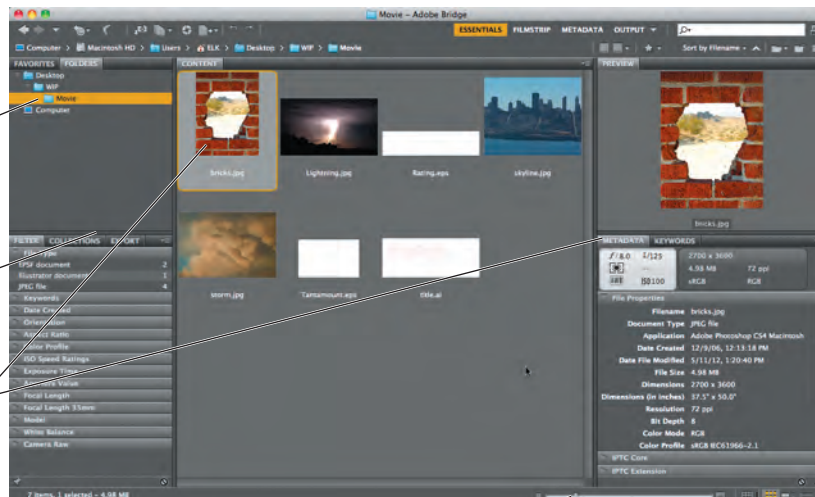 Movie – Adobe Bridge
ESSENTIALS FILMSTRIP METADATA OUTPUT
Computer > Macintosh HD > Users > ELK > Desktop > WIP > Movie
Sort by Filename
FAVORITES FOLDERS
Desktop
WIP
Movie
Computer
CONTENT
bricks.jpg
Lightning.jpg
Rating.eps
skyline.jpg
storm.jpg
Tantamount.eps
title.ai
PREVIEW
bricks.jpg
FILTER COLLECTIONS EXPORT
File Type
EPSF document 2
Illustrator document 1
JPEG file 4
Keywords
Date Created
Orientation
Aspect Ratio
Color Profile
ISO Speed Ratings
Exposure Time
Aperture Value
Focal Length
Focal Length 35mm
Model
White Balance
Camera Raw
METADATA KEYWORDS
f/8.0 1/125
2700 x 3600
--
4.98 MB 72 ppi
ISO100
sRGB RGB
File Properties
Filename bricks.jpg
Document Type JPEG file
Application Adobe Photoshop CS4 Macintosh
Date Created 12/9/06, 12:13:18 PM
Date File Modified 5/11/12, 1:20:40 PM
File Size 4.98 MB
Dimensions 2700 x 3600
Dimensions (in inches) 37.5" x 50.0"
Resolution 72 ppi
Bit Depth 8
Color Mode RGB
Color Profile sRGB IEC61966-2.1
IPTC Core
IPTC Extension
7 items, 1 selected - 4.98 MB